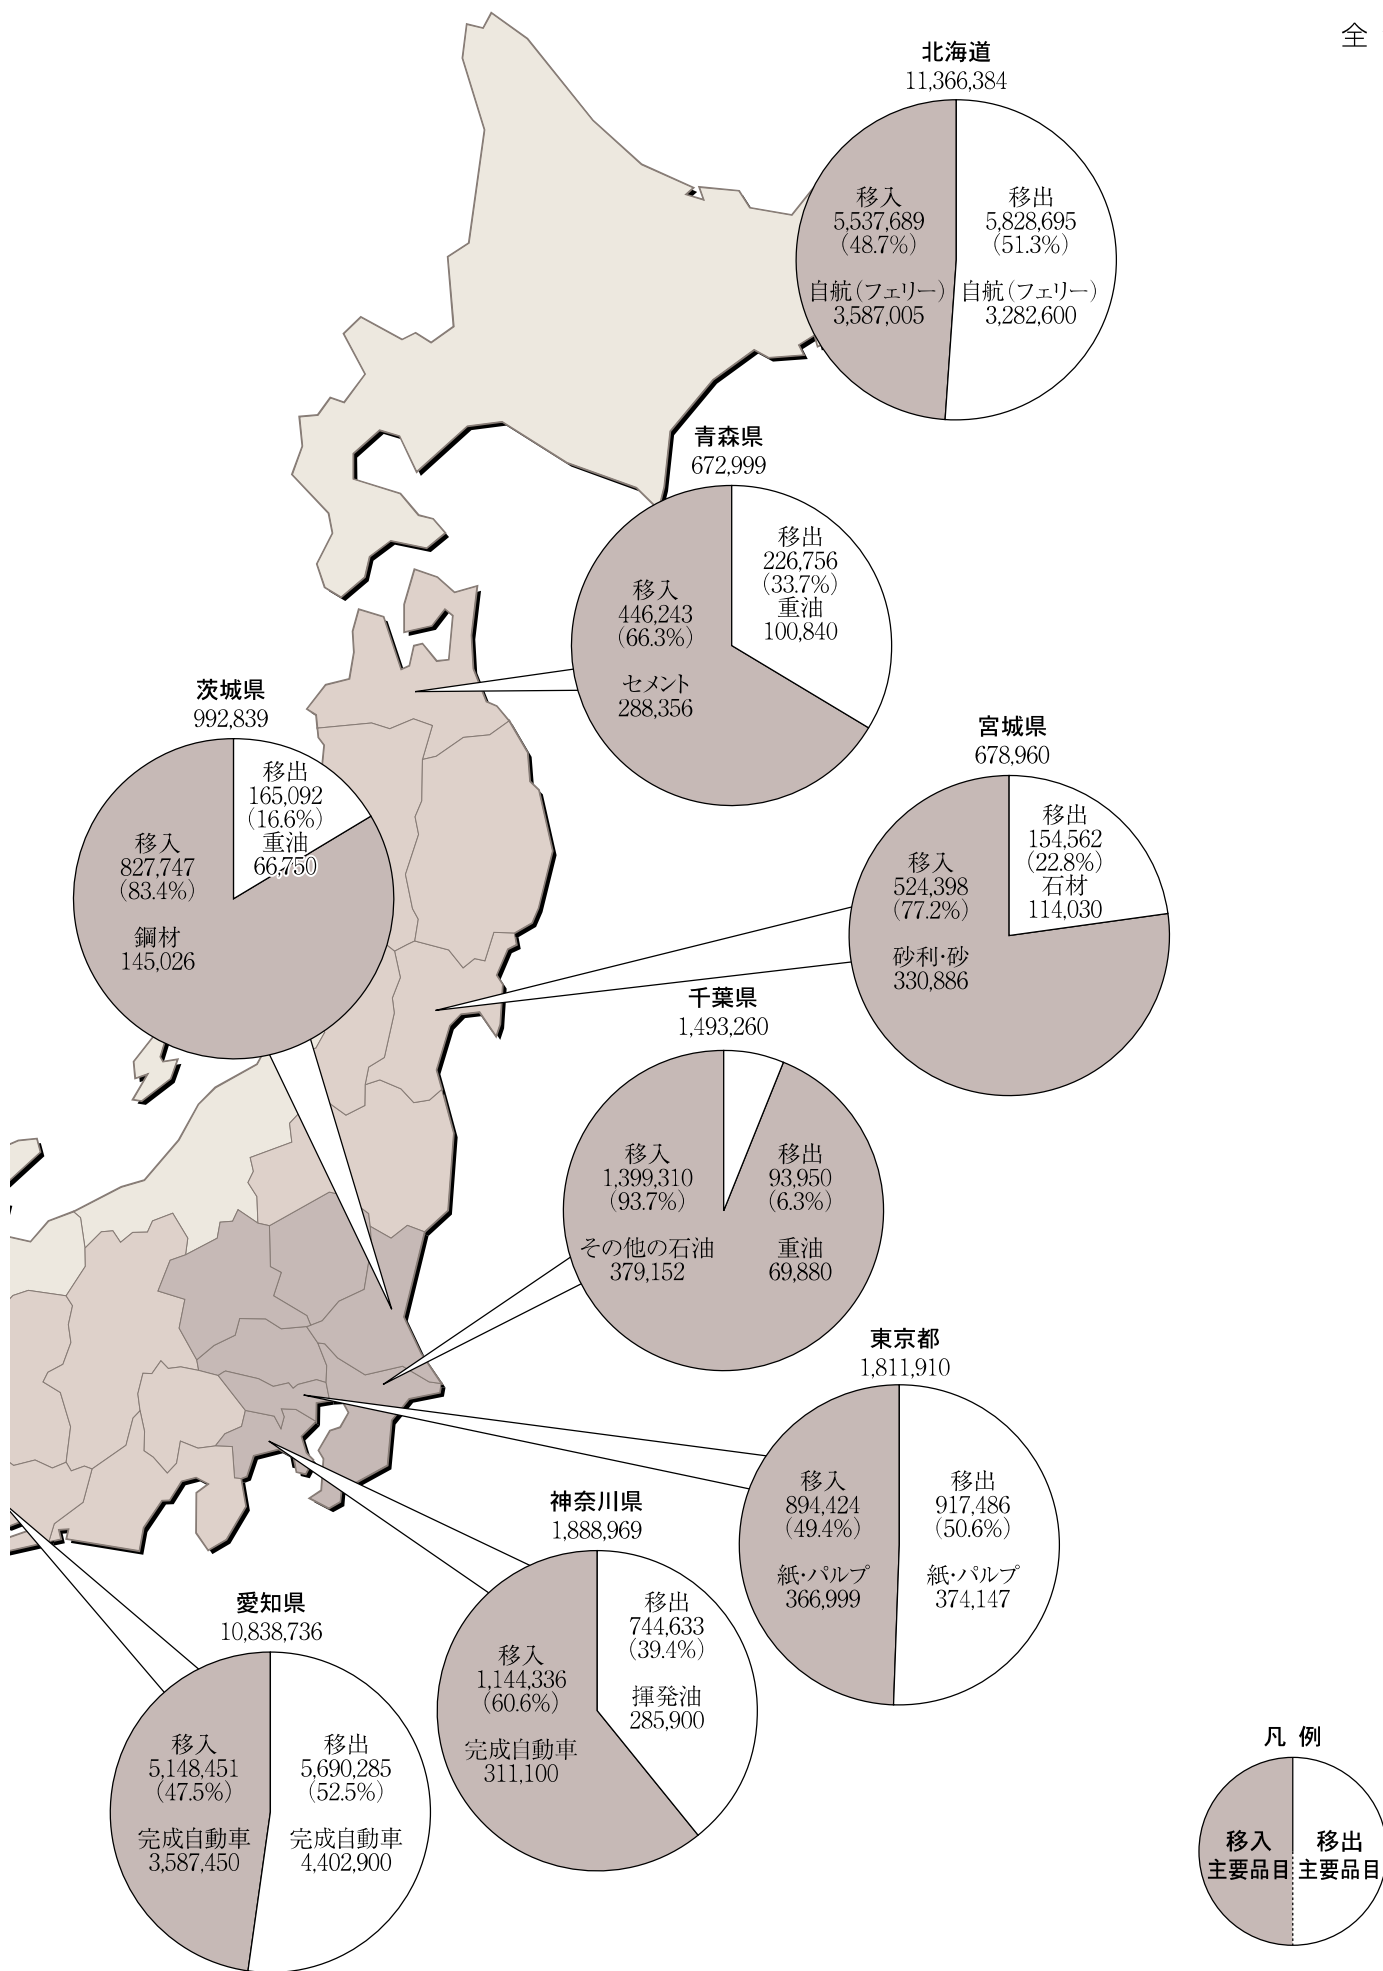 全
北海道
11,366,384
移入
5,537,689
(48.7%)
自航(フェリー)
3,587,005
移出
5,828,695
(51.3%)
自航(フェリー)
3,282,600
青森県
672,999
移入
446,243
(66.3%)
セメント
288,356
移出
226,756
(33.7%)
重油
100,840
茨城県
992,839
移入
827,747
(83.4%)
鋼材
145,026
移出
165,092
(16.6%)
重油
66,750
宮城県
678,960
移入
524,398
(77.2%)
砂利・砂
330,886
移出
154,562
(22.8%)
石材
114,030
千葉県
1,493,260
移入
1,399,310
(93.7%)
その他の石油
379,152
移出
93,950
(6.3%)
重油
69,880
東京都
1,811,910
移入
894,424
(49.4%)
紙・パルプ
366,999
移出
917,486
(50.6%)
紙・パルプ
374,147
神奈川県
1,888,969
移入
1,144,336
(60.6%)
完成自動車
311,100
移出
744,633
(39.4%)
揮発油
285,900
愛知県
10,838,736
移入
5,148,451
(47.5%)
完成自動車
3,587,450
移出
5,690,285
(52.5%)
完成自動車
4,402,900
凡 例
移入
主要品目
移出
主要品目